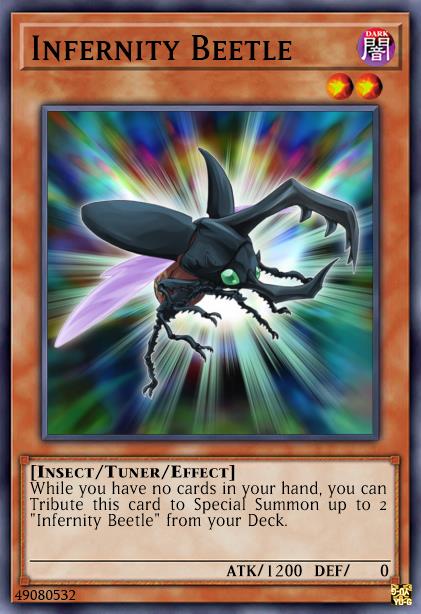 INFERNITY BEETLE
DARK
闇
[INSECT/TUNER/EFFECT]
While you have no cards in your hand, you can
Tribute this card to Special Summon up to 2
"Infernity Beetle" from your Deck.
ATK/1200 DEF/ 0
49080532